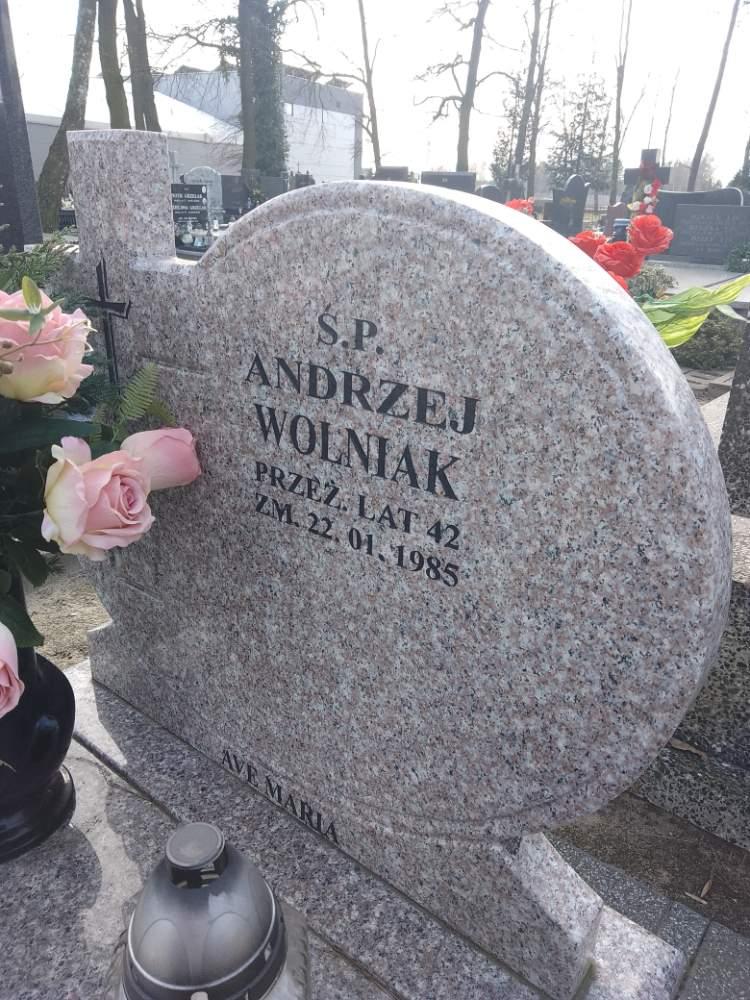 Ś.P.
ANDRZEJ
WOLNIAK
PRZEŻ. LAT 42
ZM. 22. 01. 1985
AVE MARIA